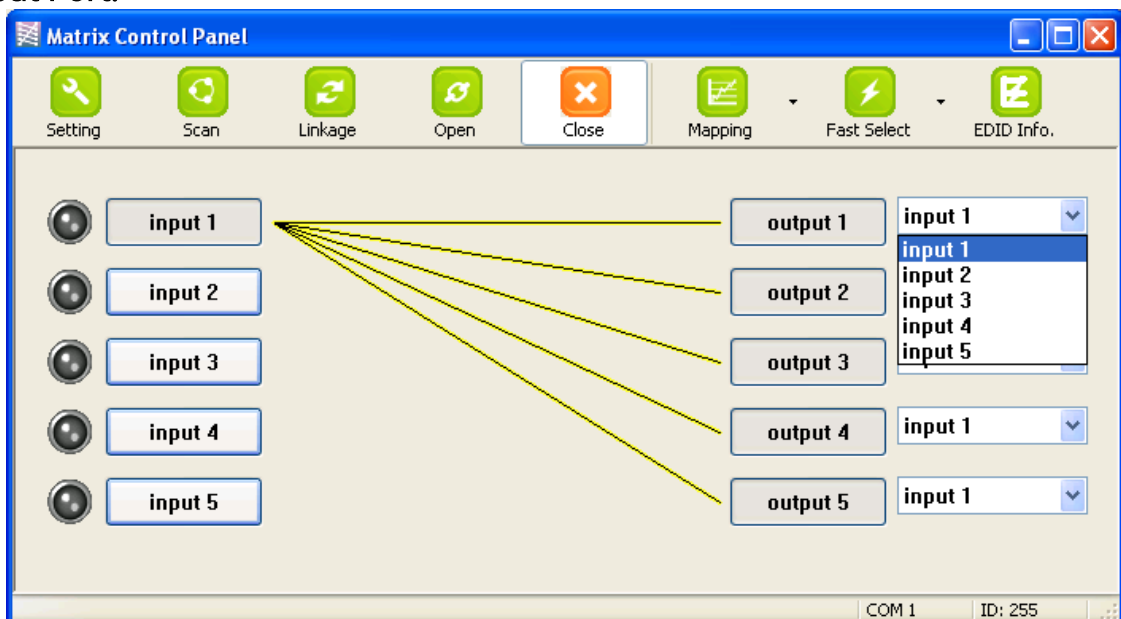 Matrix Control Panel
Setting Scan Linkage Open Close Mapping Fast Select EDID Info.
input 1 output 1 input 1
input 1
input 2 output 2 input 2
input 3
input 4
input 3 output 3 input 5
input 4 output 4 input 1
input 5 output 5 input 1
COM 1 ID: 255